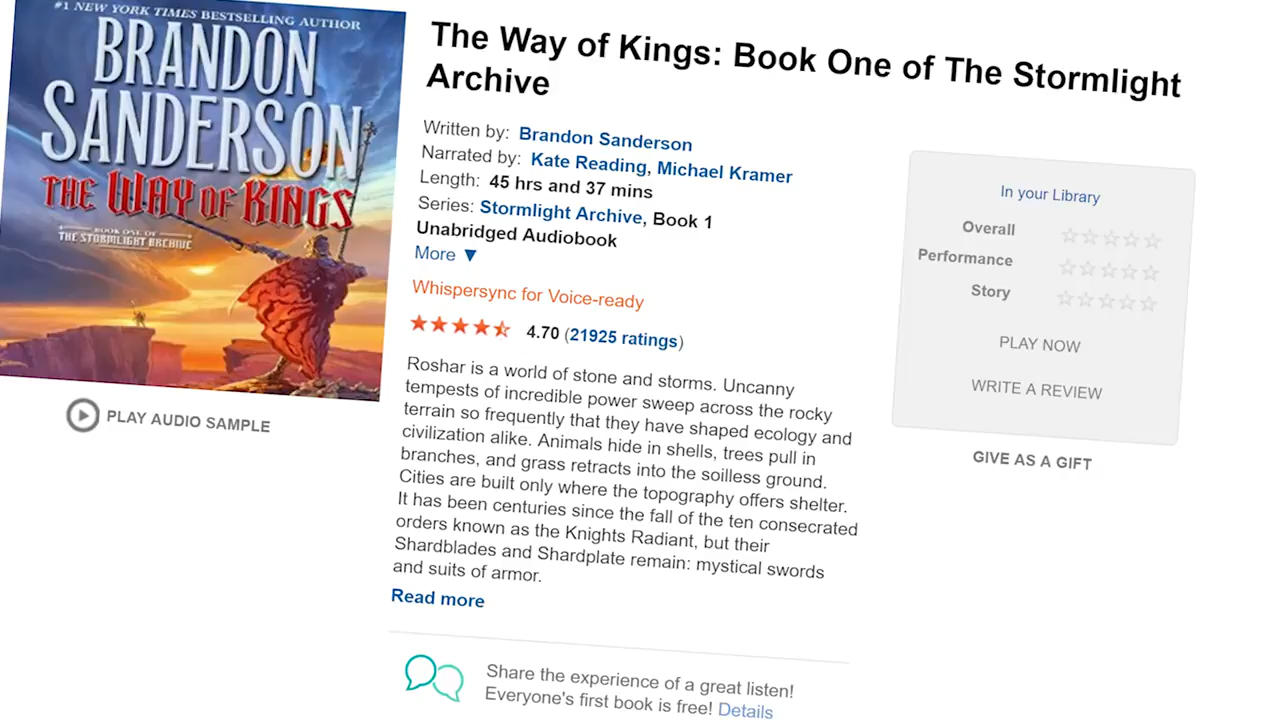 #1 NEW YORK TIMES BESTSELLING AUTHOR
BRANDON
SANDERSON
THE WAY OF KINGS
BOOK ONE OF
THE STORMLIGHT ARCHIVE
PLAY AUDIO SAMPLE
The Way of Kings: Book One of The Stormlight
Archive
Written by: Brandon Sanderson
Narrated by: Kate Reading, Michael Kramer
Length: 45 hrs and 37 mins
Series: Stormlight Archive, Book 1
Unabridged Audiobook
More ▼
Whispersync for Voice-ready
4.70 (21925 ratings)
Roshar is a world of stone and storms. Uncanny
tempests of incredible power sweep across the rocky
terrain so frequently that they have shaped ecology and
civilization alike. Animals hide in shells, trees pull in
branches, and grass retracts into the soilless ground.
Cities are built only where the topography offers shelter.
It has been centuries since the fall of the ten consecrated
orders known as the Knights Radiant, but their
Shardblades and Shardplate remain: mystical swords
and suits of armor.
Read more
Share the experience of a great listen!
Everyone's first book is free! Details
In your Library
Overall
Performance
Story
PLAY NOW
WRITE A REVIEW
GIVE AS A GIFT